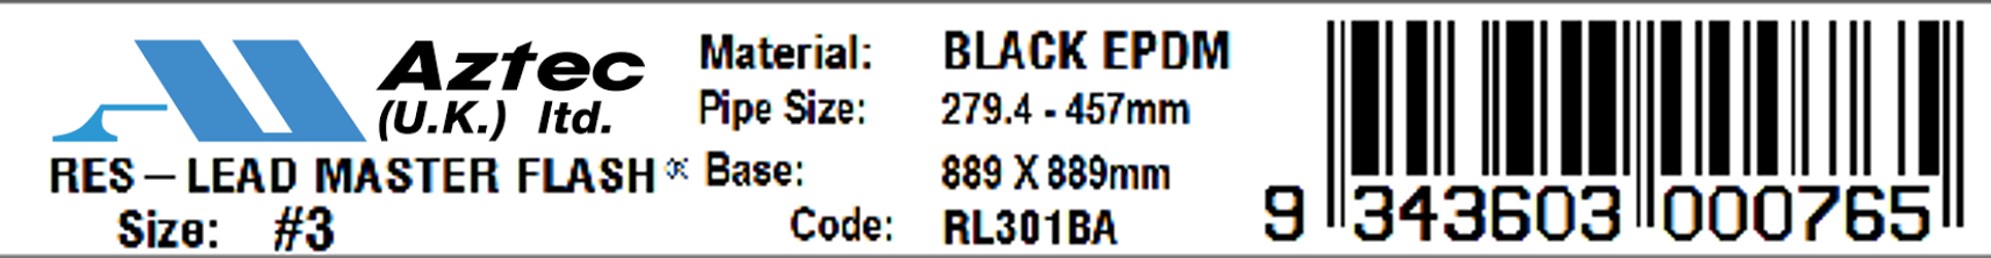 Aztec
(U.K.) ltd.
RES – LEAD MASTER FLASH®
Size: #3
Material: BLACK EPDM
Pipe Size: 279.4 - 457mm
Base: 889 X 889mm
Code: RL301BA
9 343603 000765